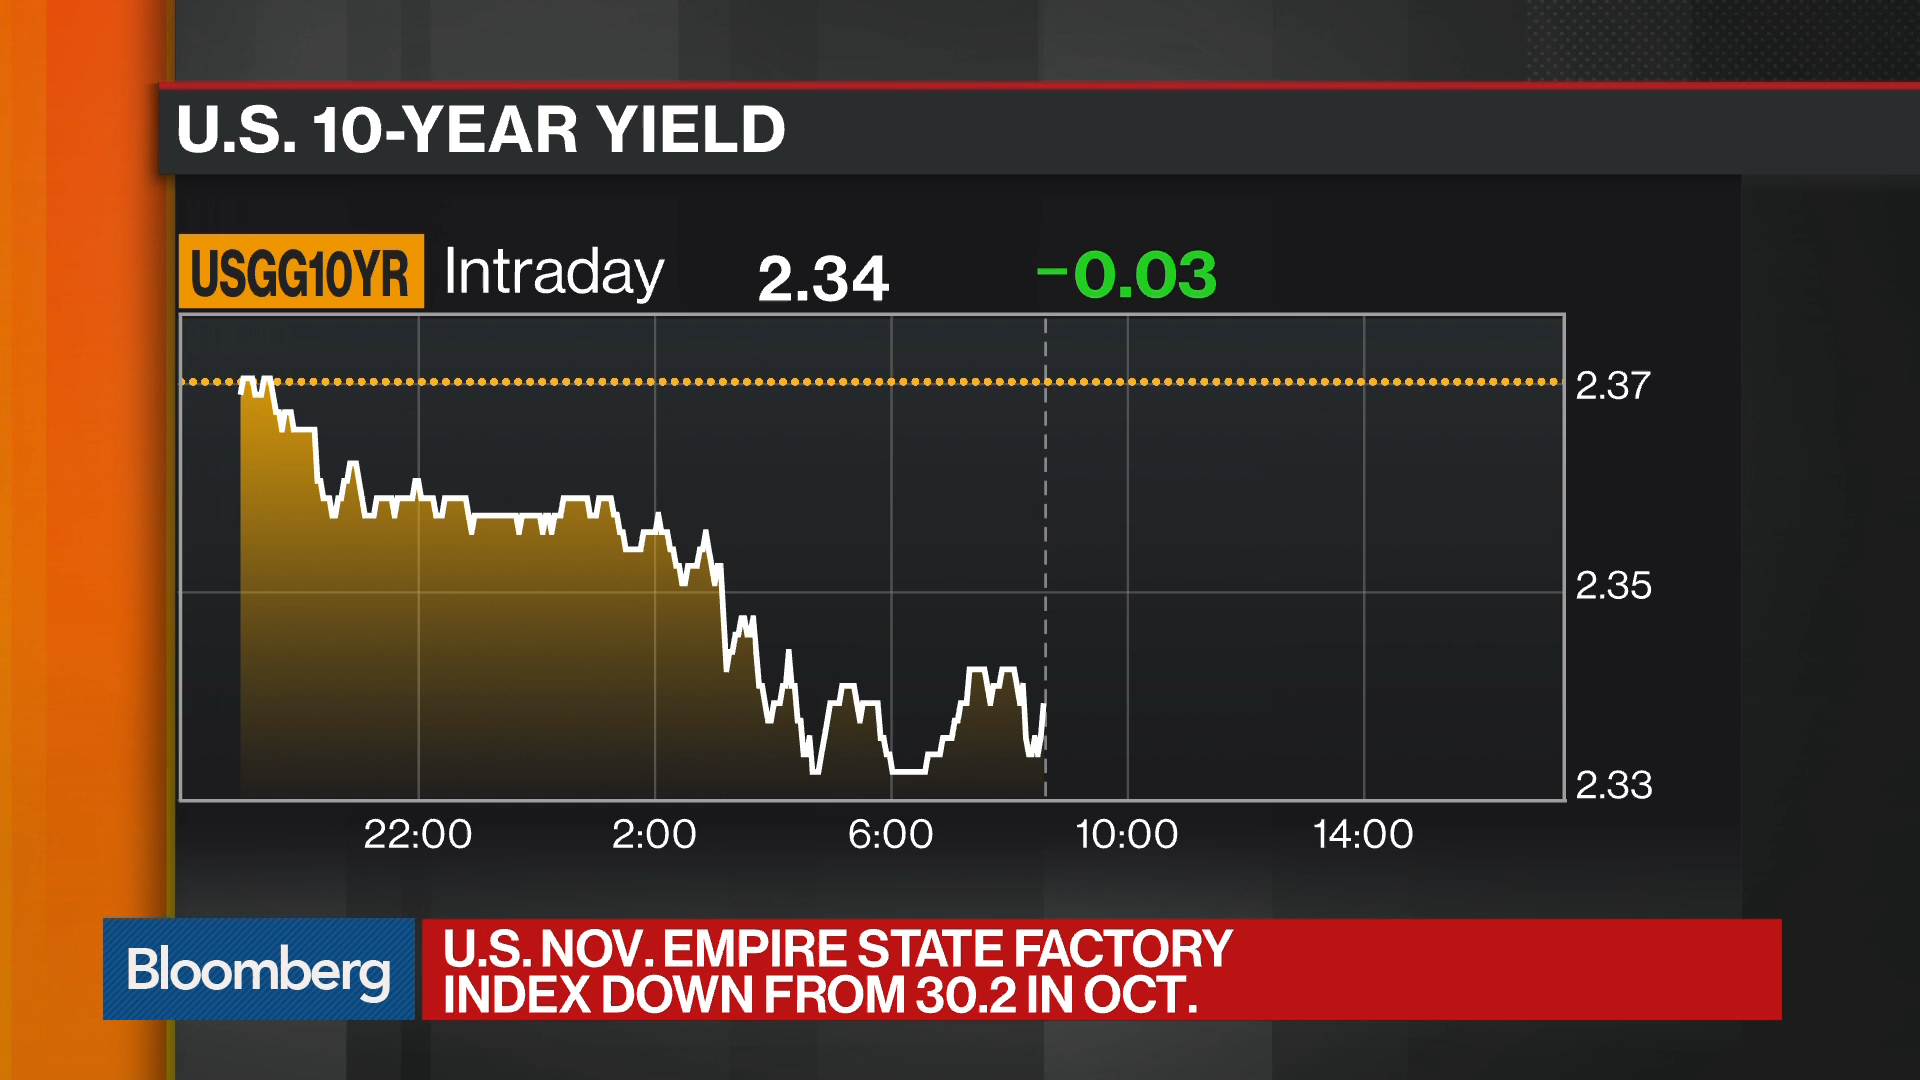 U.S. 10-YEAR YIELD
USGG10YR Intraday 2.34 -0.03
2.37
2.35
2.33
22:00 2:00 6:00 10:00 14:00
Bloomberg
U.S. NOV. EMPIRE STATE FACTORY
INDEX DOWN FROM 30.2 IN OCT.